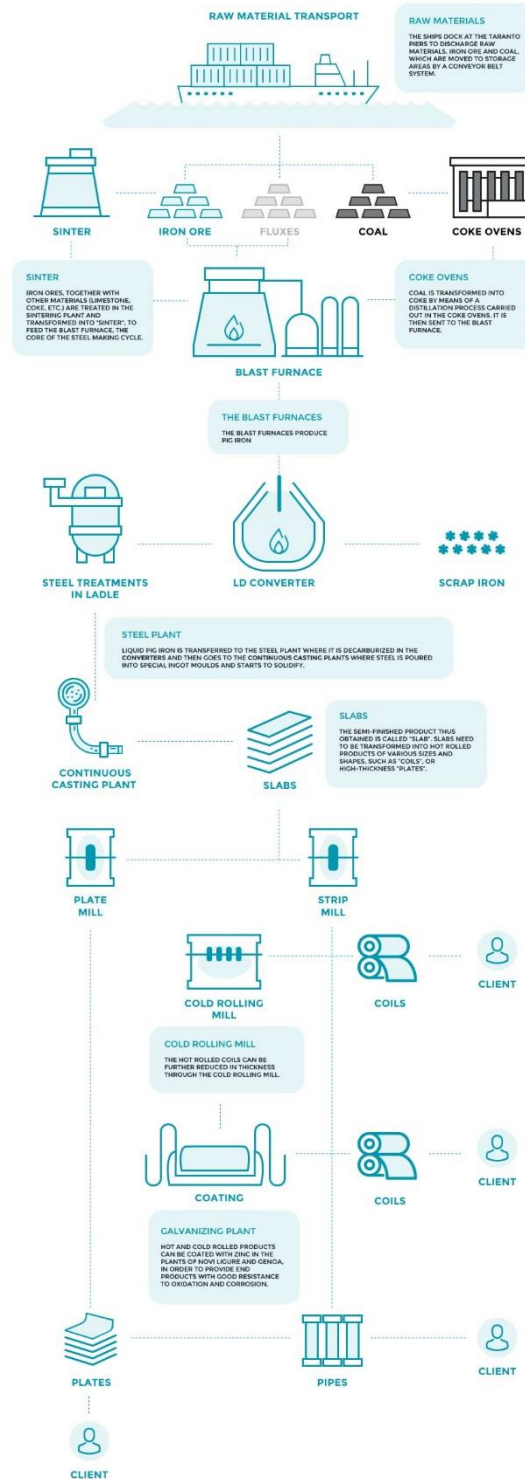 RAW MATERIAL TRANSPORT
RAW MATERIALS
THE SHIPS DOCK AT THE TARANTO
PIERS TO DISCHARGE RAW
MATERIALS. IRON ORE AND COAL,
WHICH ARE MOVED TO STORAGE
AREAS BY A CONVEYOR BELT
SYSTEM.
SINTER
IRON ORE
FLUXES
COAL
COKE OVENS
SINTER
IRON ORES, TOGETHER WITH
OTHER MATERIALS (LIMESTONE,
COKE, ETC.) ARE TREATED IN THE
SINTERING PLANT AND
TRANSFORMED INTO "SINTER", TO
FEED THE BLAST FURNACE, THE
CORE OF THE STEEL MAKING CYCLE.
COKE OVENS
COAL IS TRANSFORMED INTO
COKE BY MEANS OF A
DISTILLATION PROCESS CARRIED
OUT IN THE COKE OVENS. IT IS
THEN SENT TO THE BLAST
FURNACE.
BLAST FURNACE
THE BLAST FURNACES
THE BLAST FURNACES PRODUCE
PIG IRON
STEEL TREATMENTS
IN LADLE
LD CONVERTER
SCRAP IRON
STEEL PLANT
LIQUID PIG IRON IS TRANSFERRED TO THE STEEL PLANT WHERE IT IS DECARBURIZED IN THE
CONVERTERS AND THEN GOES TO THE CONTINUOUS CASTING PLANTS WHERE STEEL IS POURED
INTO SPECIAL INGOT MOULDS AND STARTS TO SOLIDIFY.
CONTINUOUS
CASTING PLANT
SLABS
SLABS
THE SEMI-FINISHED PRODUCT THUS
OBTAINED IS CALLED "SLAB". SLABS NEED
TO BE TRANSFORMED INTO HOT ROLLED
PRODUCTS OF VARIOUS SIZES AND
SHAPES, SUCH AS "COILS", OR
HIGH-THICKNESS "PLATES".
PLATE
MILL
STRIP
MILL
COLD ROLLING
MILL
COILS
CLIENT
COLD ROLLING MILL
THE HOT ROLLED COILS CAN BE
FURTHER REDUCED IN THICKNESS
THROUGH THE COLD ROLLING MILL.
COATING
COILS
CLIENT
GALVANIZING PLANT
HOT AND COLD ROLLED PRODUCTS
CAN BE COATED WITH ZINC IN THE
PLANTS OF NOVI LIGURE AND GENOA,
IN ORDER TO PROVIDE END
PRODUCTS WITH GOOD RESISTANCE
TO OXIDATION AND CORROSION.
PLATES
PIPES
CLIENT
CLIENT